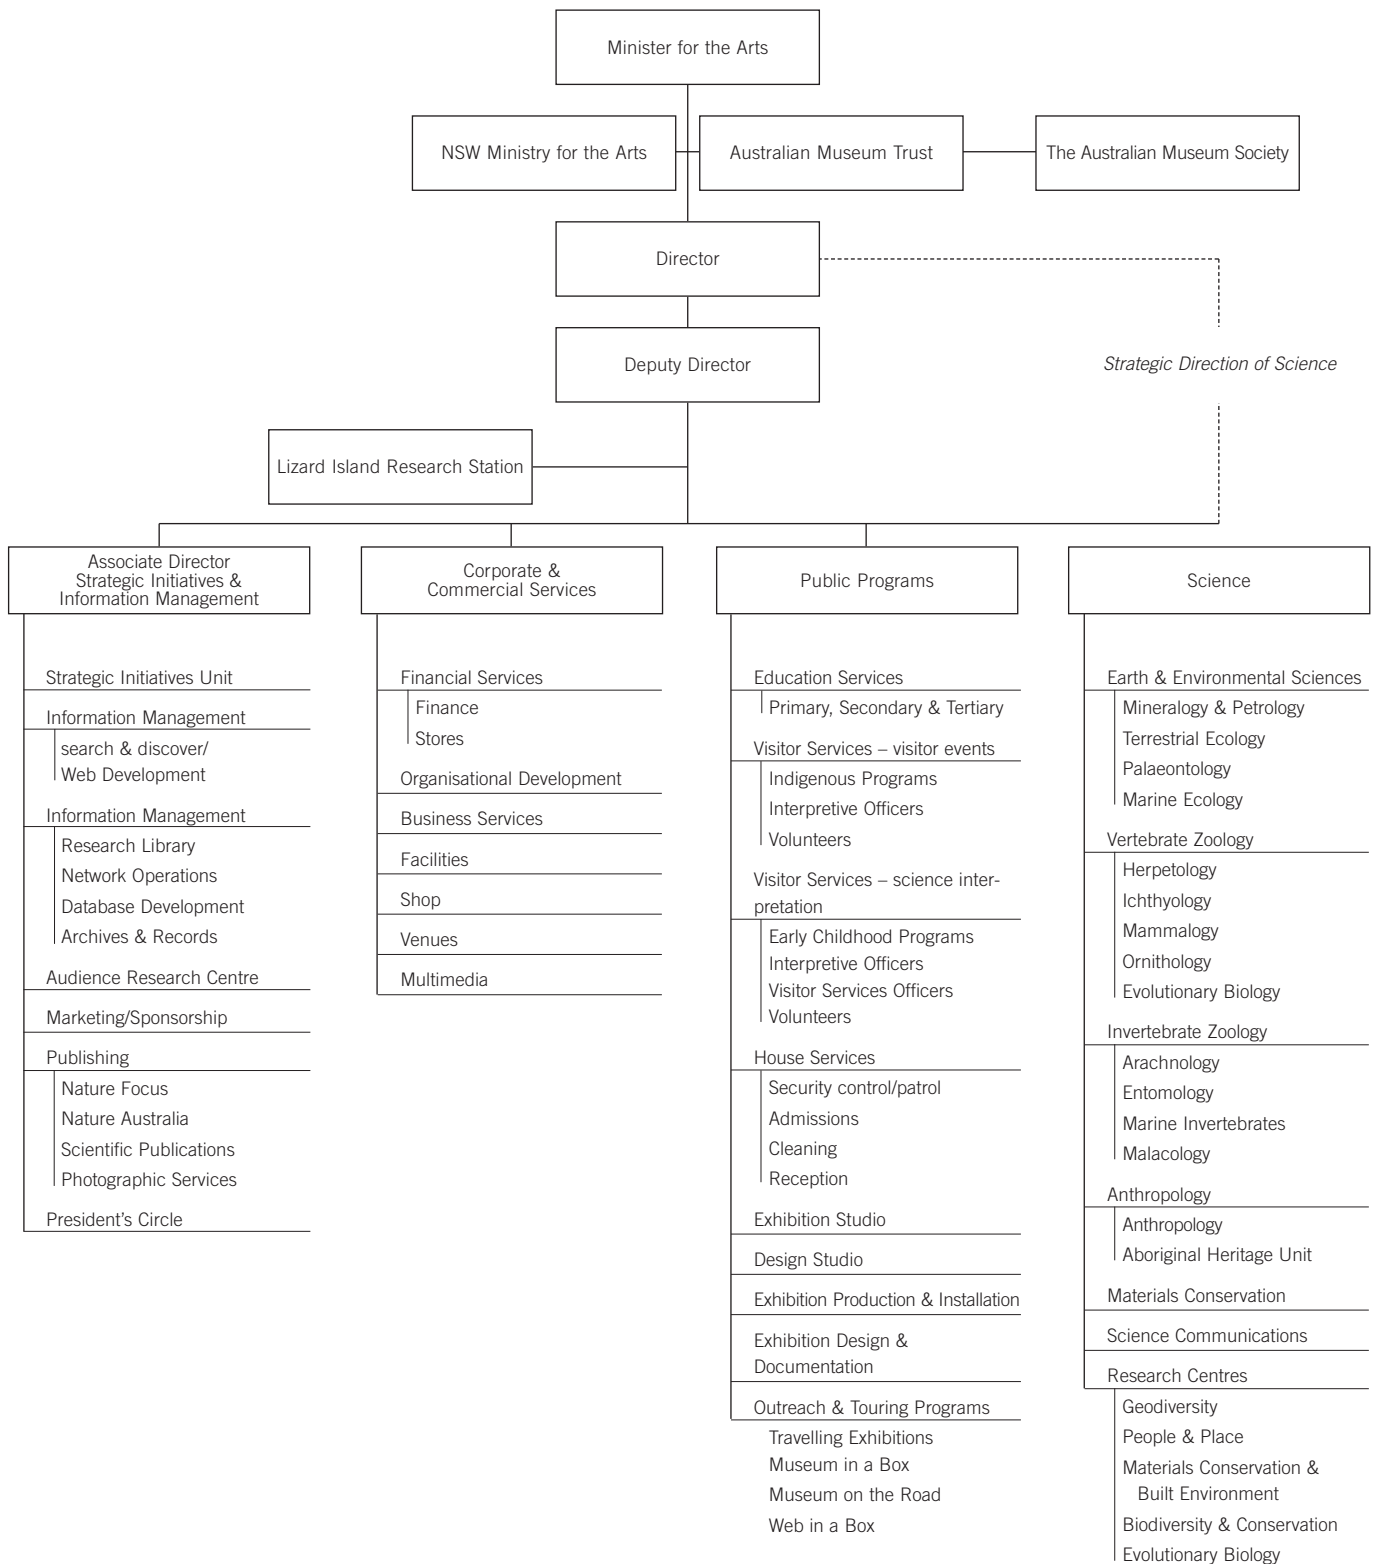 Minister for the Arts
NSW Ministry for the Arts
Australian Museum Trust
The Australian Museum Society
Director
Deputy Director
Strategic Direction of Science
Lizard Island Research Station
Associate Director
Strategic Initiatives &
Information Management
Strategic Initiatives Unit
Information Management
search & discover/
Web Development
Information Management
Research Library
Network Operations
Database Development
Archives & Records
Audience Research Centre
Marketing/Sponsorship
Publishing
Nature Focus
Nature Australia
Scientific Publications
Photographic Services
President's Circle
Corporate &
Commercial Services
Financial Services
Finance
Stores
Organisational Development
Business Services
Facilities
Shop
Venues
Multimedia
Public Programs
Education Services
Primary, Secondary & Tertiary
Visitor Services – visitor events
Indigenous Programs
Interpretive Officers
Volunteers
Visitor Services – science inter-
pretation
Early Childhood Programs
Interpretive Officers
Visitor Services Officers
Volunteers
House Services
Security control/patrol
Admissions
Cleaning
Reception
Exhibition Studio
Design Studio
Exhibition Production & Installation
Exhibition Design &
Documentation
Outreach & Touring Programs
Travelling Exhibitions
Museum in a Box
Museum on the Road
Web in a Box
Science
Earth & Environmental Sciences
Mineralogy & Petrology
Terrestrial Ecology
Palaeontology
Marine Ecology
Vertebrate Zoology
Herpetology
Ichthyology
Mammalogy
Ornithology
Evolutionary Biology
Invertebrate Zoology
Arachnology
Entomology
Marine Invertebrates
Malacology
Anthropology
Anthropology
Aboriginal Heritage Unit
Materials Conservation
Science Communications
Research Centres
Geodiversity
People & Place
Materials Conservation &
Built Environment
Biodiversity & Conservation
Evolutionary Biology